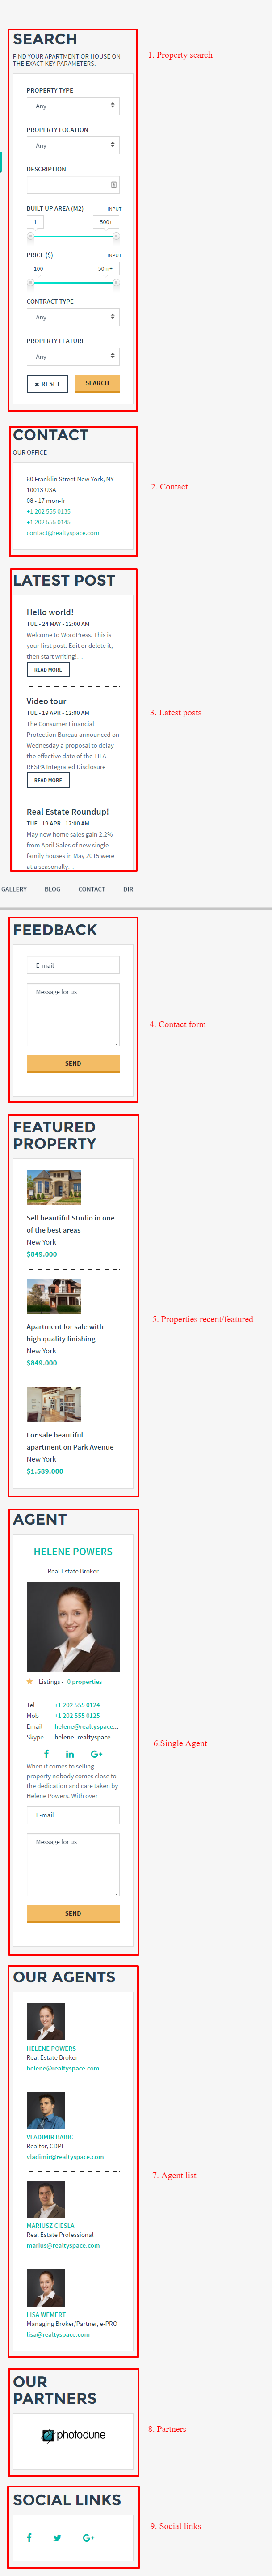 SEARCH
1. Property search
FIND YOUR APARTMENT OR HOUSE ON
THE EXACT KEY PARAMETERS.
PROPERTY TYPE
Any
PROPERTY LOCATION
Any
DESCRIPTION
BUILT-UP AREA (M2) INPUT
1 500+
PRICE ($) INPUT
100 50m+
CONTRACT TYPE
Any
PROPERTY FEATURE
Any
✖ RESET SEARCH
CONTACT
OUR OFFICE
80 Franklin Street New York, NY
2. Contact
10013 USA
08 - 17 mon-fr
+1 202 555 0135
+1 202 555 0145
contact@realtyspace.com
LATEST POST
Hello world!
TUE - 24 MAY - 12:00 AM
Welcome to WordPress. This is
your first post. Edit or delete it,
then start writing!…
READ MORE
Video tour
TUE - 19 APR - 12:00 AM
3. Latest posts
The Consumer Financial
Protection Bureau announced on
Wednesday a proposal to delay
the effective date of the TILA-
RESPA Integrated Disclosure…
READ MORE
Real Estate Roundup!
TUE - 19 APR - 12:00 AM
May new home sales gain 2.2%
from April Sales of new single-
family houses in May 2015 were
at a seasonally…
GALLERY BLOG CONTACT DIR
FEEDBACK
E-mail
Message for us
4. Contact form
SEND
FEATURED
PROPERTY
Sell beautiful Studio in one
of the best areas
New York
$849.000
5. Properties recent/featured
Apartment for sale with
high quality finishing
New York
$849.000
For sale beautiful
apartment on Park Avenue
New York
$1.589.000
AGENT
HELENE POWERS
Real Estate Broker
Listings - 0 properties
Tel +1 202 555 0124
Mob +1 202 555 0125
Email helene@realtyspace...
Skype helene_realtyspace
6.Single Agent
When it comes to selling
property nobody comes close to
the dedication and care taken by
Helene Powers. With over…
E-mail
Message for us
SEND
OUR AGENTS
HELENE POWERS
Real Estate Broker
helene@realtyspace.com
VLADIMIR BABIC
Realtor, CDPE
vladimir@realtyspace.com
7. Agent list
MARIUSZ CIESLA
Real Estate Professional
marius@realtyspace.com
LISA WEMERT
Managing Broker/Partner, e-PRO
lisa@realtyspace.com
OUR
PARTNERS
8. Partners
photodune
SOCIAL LINKS
9. Social links